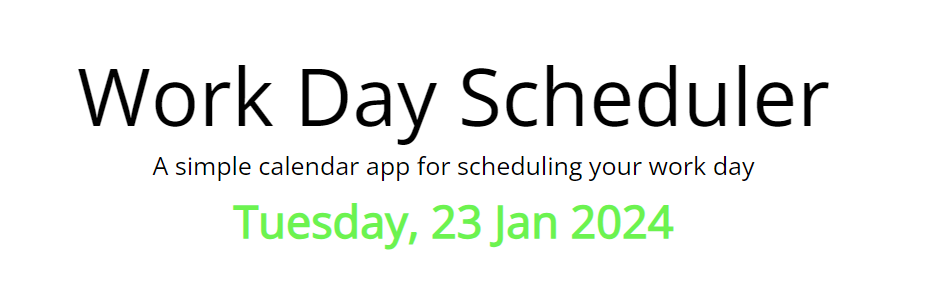 Work Day Scheduler
A simple calendar app for scheduling your work day
Tuesday, 23 Jan 2024